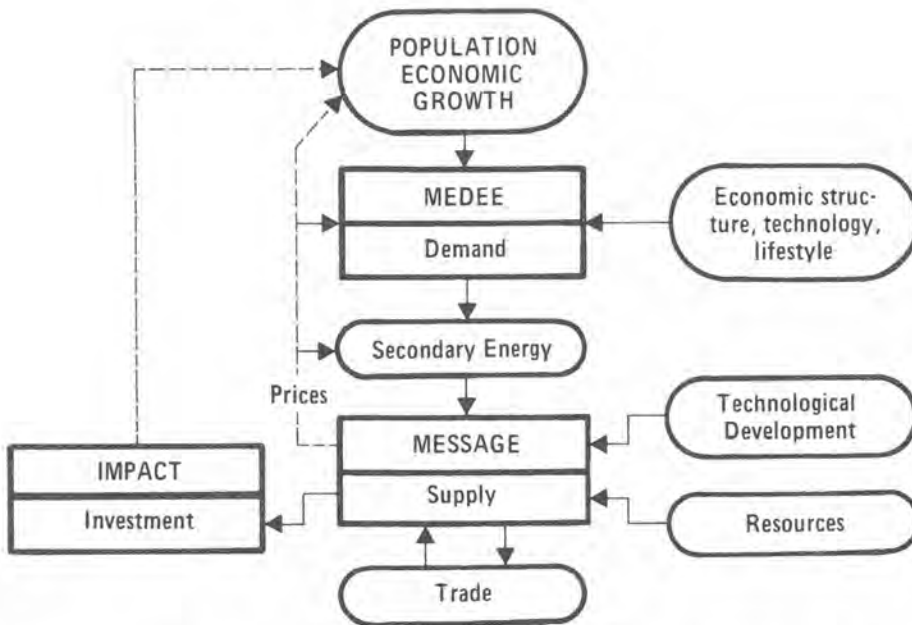 POPULATION
ECONOMIC
GROWTH
MEDEE
Demand
Economic struc-
ture, technology,
lifestyle
Secondary Energy
Prices
MESSAGE
Supply
Technological
Development
Resources
IMPACT
Investment
Trade